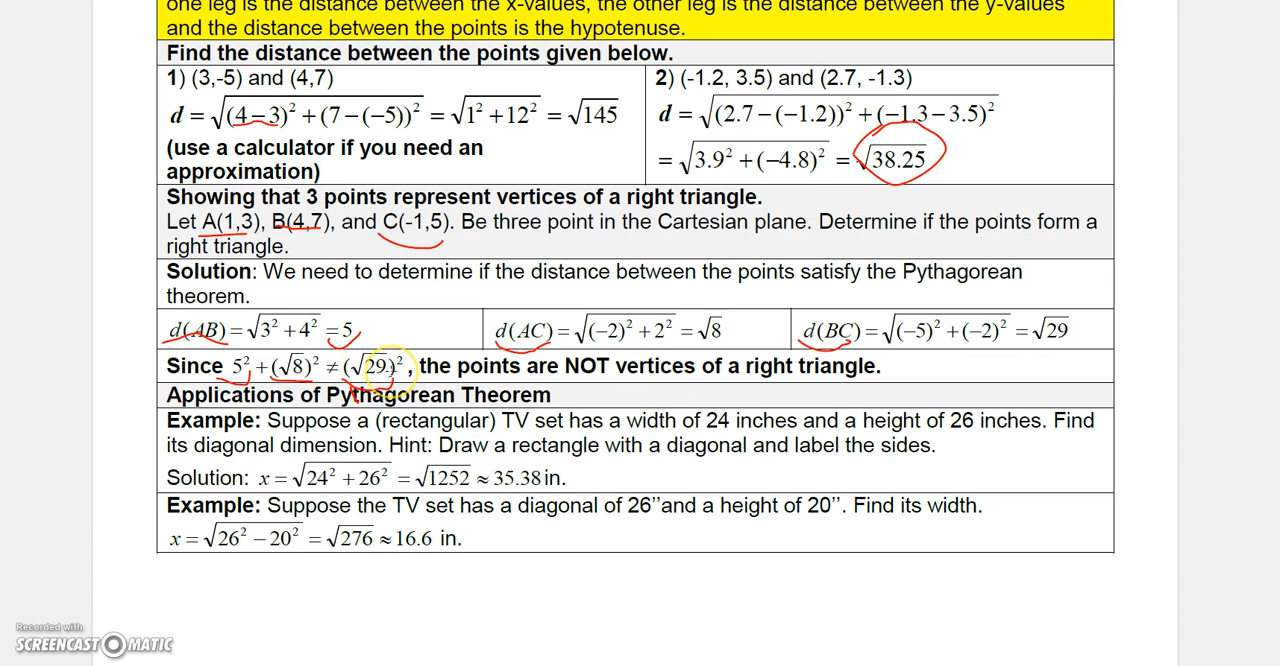 one leg is the distance between the x-values, the other leg is the distance between the y-values
and the distance between the points is the hypotenuse.
Find the distance between the points given below.
1) (3,-5) and (4,7)
d = √((4 − 3)² + (7 − (−5))²) = √(1² + 12²) = √145
(use a calculator if you need an
approximation)
2) (-1.2, 3.5) and (2.7, -1.3)
d = √((2.7 − (−1.2))² + (−1.3 − 3.5)²)
= √(3.9² + (−4.8)²) = √38.25
Showing that 3 points represent vertices of a right triangle.
Let A(1,3), B(4,7), and C(-1,5). Be three point in the Cartesian plane. Determine if the points form a
right triangle.
Solution: We need to determine if the distance between the points satisfy the Pythagorean
theorem.
d(AB) = √(3² + 4²) = 5
d(AC) = √((−2)² + 2²) = √8
d(BC) = √((−5)² + (−2)²) = √29
Since 5² + (√8)² ≠ (√29)², the points are NOT vertices of a right triangle.
Applications of Pythagorean Theorem
Example: Suppose a (rectangular) TV set has a width of 24 inches and a height of 26 inches. Find
its diagonal dimension. Hint: Draw a rectangle with a diagonal and label the sides.
Solution: x = √(24² + 26²) = √1252 ≈ 35.38 in.
Example: Suppose the TV set has a diagonal of 26’’and a height of 20’’. Find its width.
x = √(26² − 20²) = √276 ≈ 16.6 in.
Recorded with
SCREENCAST-O-MATIC